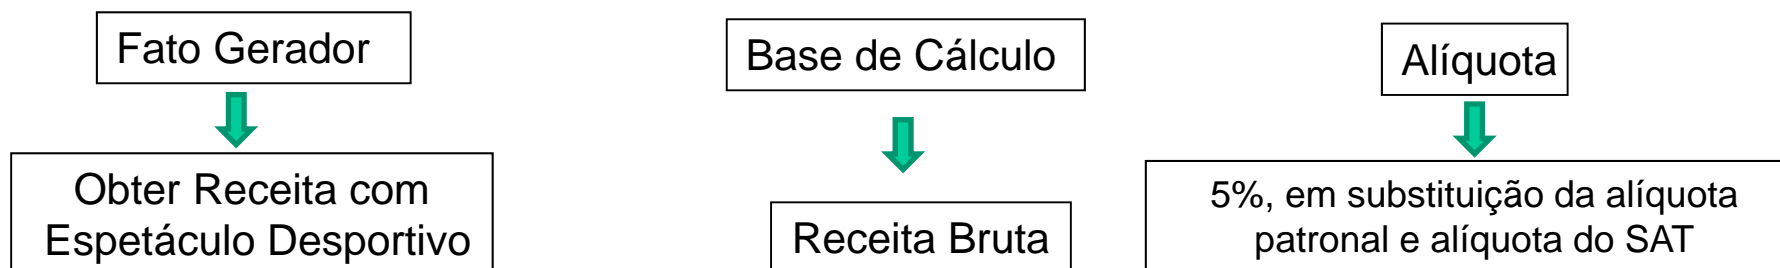 Fato Gerador
Obter Receita com
Espetáculo Desportivo
Base de Cálculo
Receita Bruta
Alíquota
5%, em substituição da alíquota
patronal e alíquota do SAT